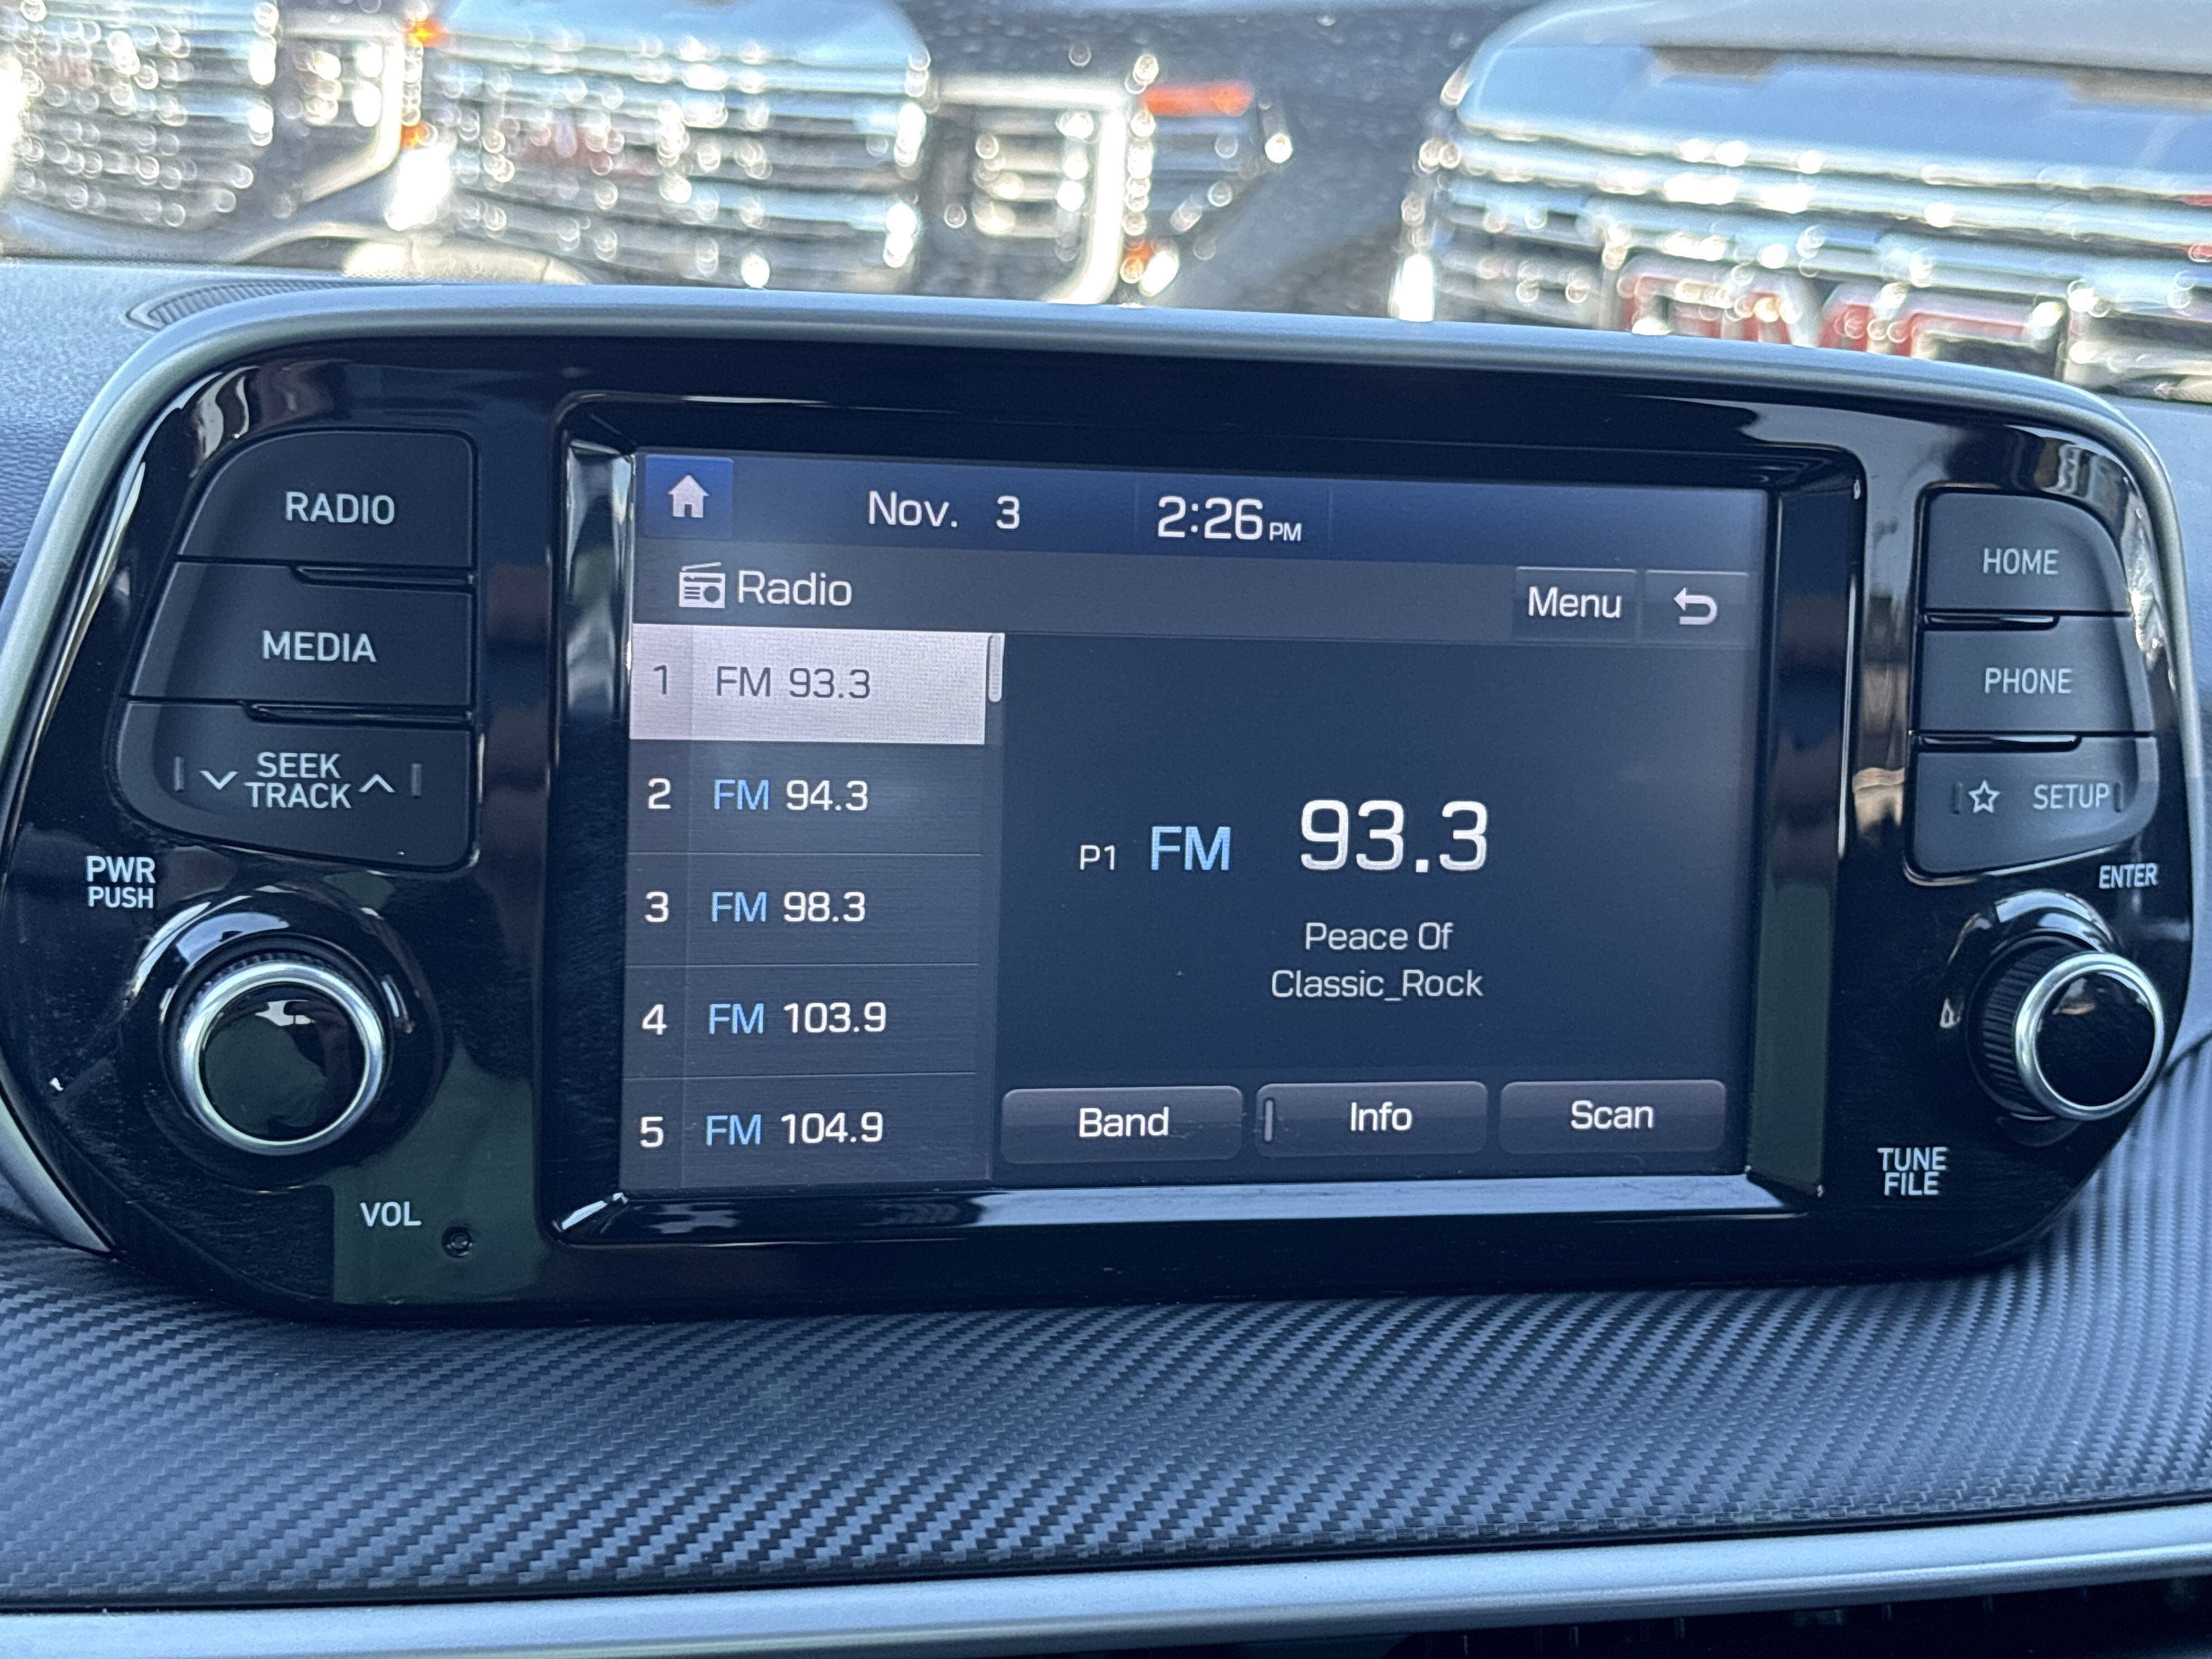 RADIO
MEDIA
SEEK
TRACK
PWR
PUSH
VOL
Nov. 3 2:26 PM
Radio
Menu
1 FM 93.3
2 FM 94.3
3 FM 98.3
4 FM 103.9
5 FM 104.9
P1 FM 93.3
Peace Of
Classic_Rock
Band
Info
Scan
HOME
PHONE
SETUP
ENTER
TUNE
FILE